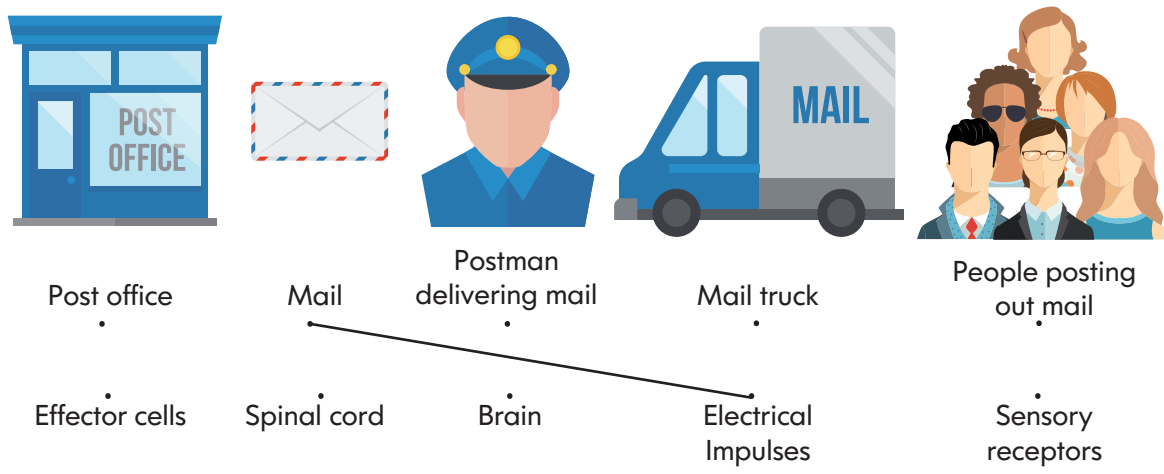 POST
OFFICE
MAIL
Post office
Mail
Postman
delivering mail
Mail truck
People posting
out mail
Effector cells
Spinal cord
Brain
Electrical
Impulses
Sensory
receptors